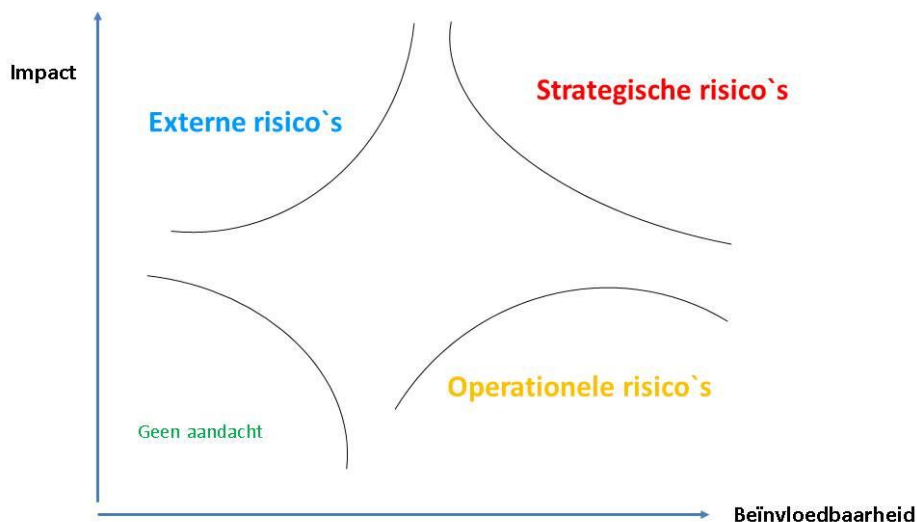 Impact
Strategische risico`s
Externe risico`s
Operationele risico`s
Geen aandacht
Beïnvloedbaarheid